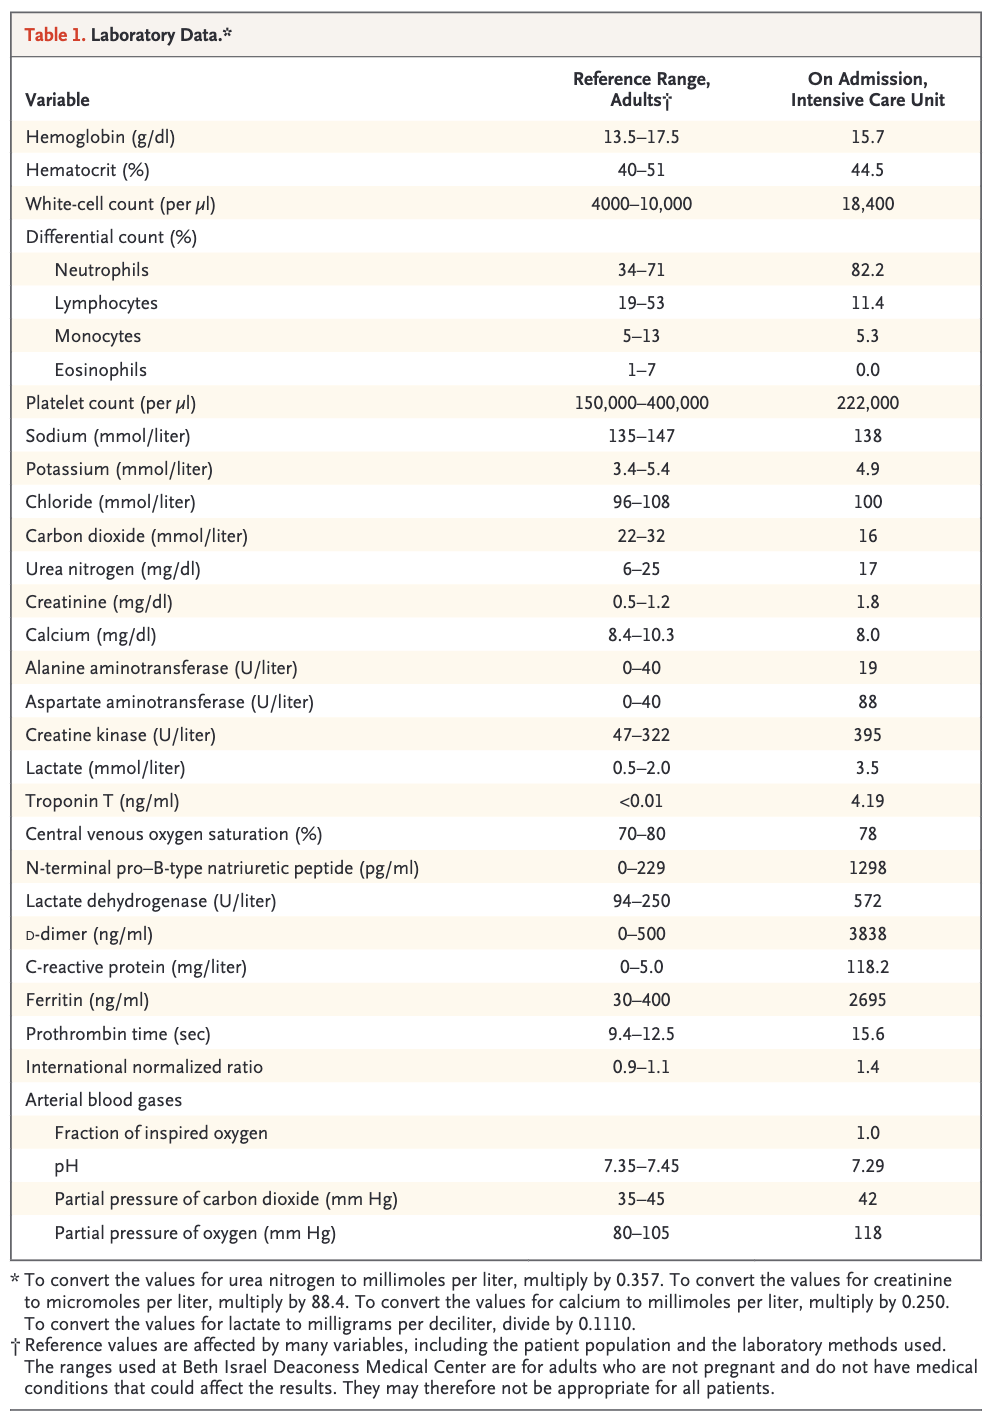 Table 1. Laboratory Data.*
Variable Reference Range, Adults† On Admission, Intensive Care Unit
Hemoglobin (g/dl) 13.5–17.5 15.7
Hematocrit (%) 40–51 44.5
White-cell count (per μl) 4000–10,000 18,400
Differential count (%)
Neutrophils 34–71 82.2
Lymphocytes 19–53 11.4
Monocytes 5–13 5.3
Eosinophils 1–7 0.0
Platelet count (per μl) 150,000–400,000 222,000
Sodium (mmol/liter) 135–147 138
Potassium (mmol/liter) 3.4–5.4 4.9
Chloride (mmol/liter) 96–108 100
Carbon dioxide (mmol/liter) 22–32 16
Urea nitrogen (mg/dl) 6–25 17
Creatinine (mg/dl) 0.5–1.2 1.8
Calcium (mg/dl) 8.4–10.3 8.0
Alanine aminotransferase (U/liter) 0–40 19
Aspartate aminotransferase (U/liter) 0–40 88
Creatine kinase (U/liter) 47–322 395
Lactate (mmol/liter) 0.5–2.0 3.5
Troponin T (ng/ml) <0.01 4.19
Central venous oxygen saturation (%) 70–80 78
N-terminal pro–B-type natriuretic peptide (pg/ml) 0–229 1298
Lactate dehydrogenase (U/liter) 94–250 572
D-dimer (ng/ml) 0–500 3838
C-reactive protein (mg/liter) 0–5.0 118.2
Ferritin (ng/ml) 30–400 2695
Prothrombin time (sec) 9.4–12.5 15.6
International normalized ratio 0.9–1.1 1.4
Arterial blood gases
Fraction of inspired oxygen 1.0
pH 7.35–7.45 7.29
Partial pressure of carbon dioxide (mm Hg) 35–45 42
Partial pressure of oxygen (mm Hg) 80–105 118
* To convert the values for urea nitrogen to millimoles per liter, multiply by 0.357. To convert the values for creatinine
to micromoles per liter, multiply by 88.4. To convert the values for calcium to millimoles per liter, multiply by 0.250.
To convert the values for lactate to milligrams per deciliter, divide by 0.1110.
† Reference values are affected by many variables, including the patient population and the laboratory methods used.
The ranges used at Beth Israel Deaconess Medical Center are for adults who are not pregnant and do not have medical
conditions that could affect the results. They may therefore not be appropriate for all patients.